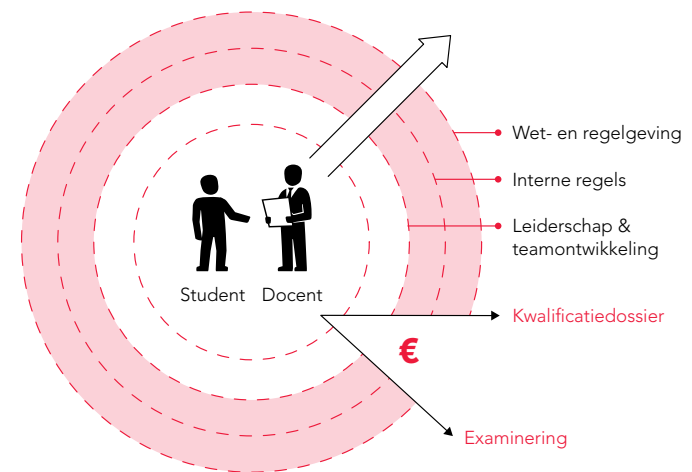 Wet- en regelgeving
Interne regels
Leiderschap &
teamontwikkeling
Student Docent
Kwalificatiedossier
€
Examinering